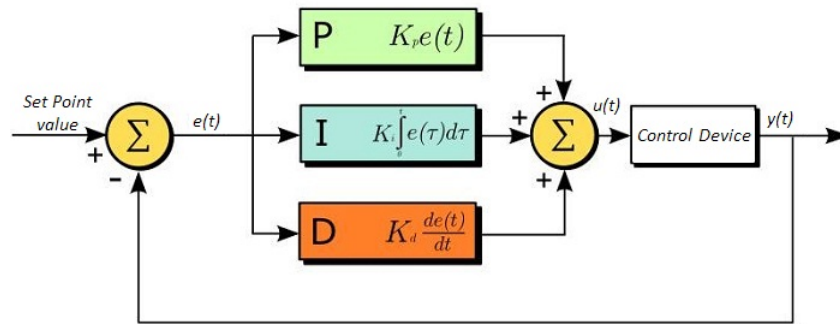 P K_p e(t)
Set Point
value
Σ
e(t)
+
-
I K_i ∫_0^t e(τ)dτ
+
+
+
Σ
u(t)
Control Device
y(t)
D K_d de(t)/dt